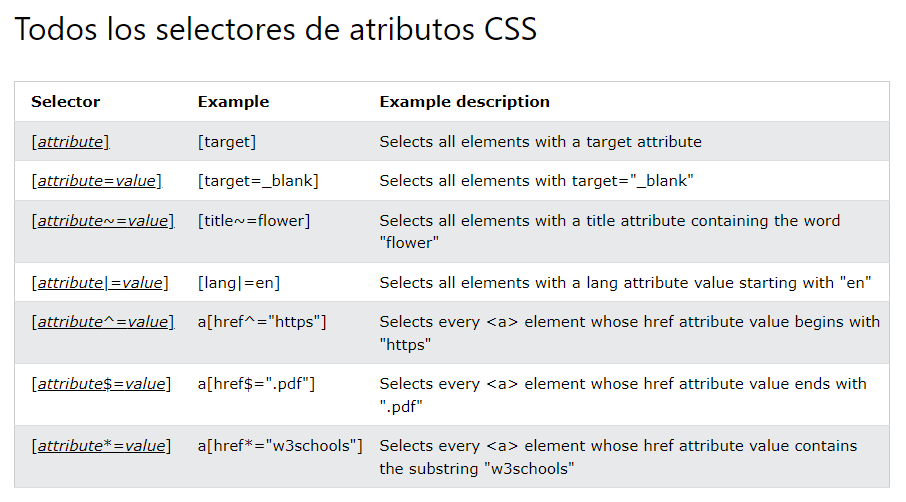 Todos los selectores de atributos CSS
Selector Example Example description
[attribute] [target] Selects all elements with a target attribute
[attribute=value] [target=_blank] Selects all elements with target="_blank"
[attribute~=value] [title~=flower] Selects all elements with a title attribute containing the word
"flower"
[attribute|=value] [lang|=en] Selects all elements with a lang attribute value starting with "en"
[attribute^=value] a[href^="https"] Selects every <a> element whose href attribute value begins with
"https"
[attribute$=value] a[href$=".pdf"] Selects every <a> element whose href attribute value ends with
".pdf"
[attribute*=value] a[href*="w3schools"] Selects every <a> element whose href attribute value contains
the substring "w3schools"